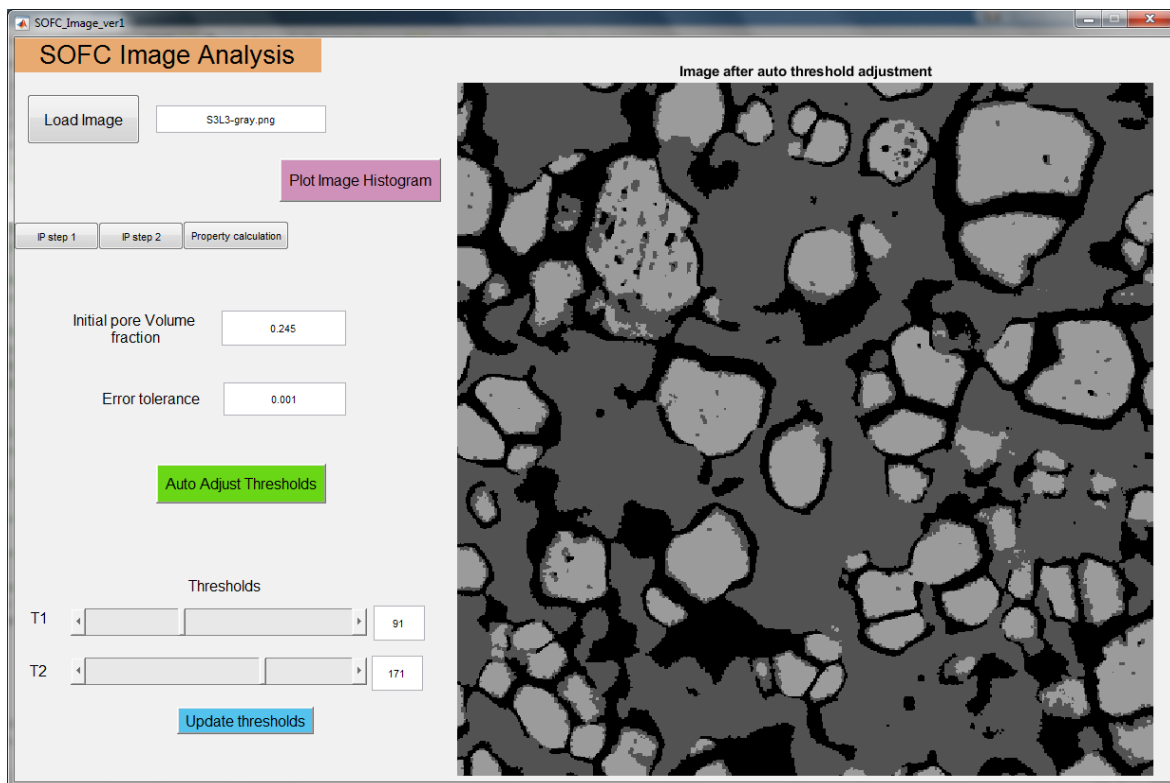 SOFC_Image_ver1
SOFC Image Analysis
Image after auto threshold adjustment
Load Image
S3L3-gray.png
Plot Image Histogram
IP step 1
IP step 2
Property calculation
Initial pore Volume
fraction
0.245
Error tolerance
0.001
Auto Adjust Thresholds
Thresholds
T1
91
T2
171
Update thresholds